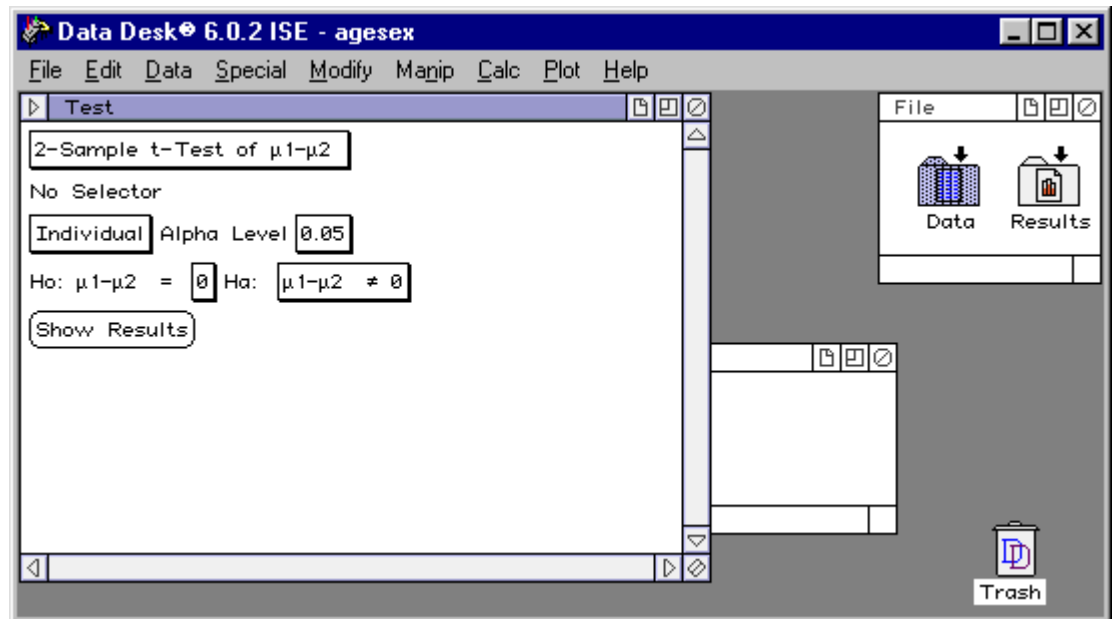 Data Desk® 6.0.2 ISE - agesex
File Edit Data Special Modify Manip Calc Plot Help
Test
2-Sample t-Test of μ1-μ2
No Selector
Individual Alpha Level 0.05
Ho: μ1-μ2 = 0 Ha: μ1-μ2 ≠ 0
Show Results
File
Data Results
Trash